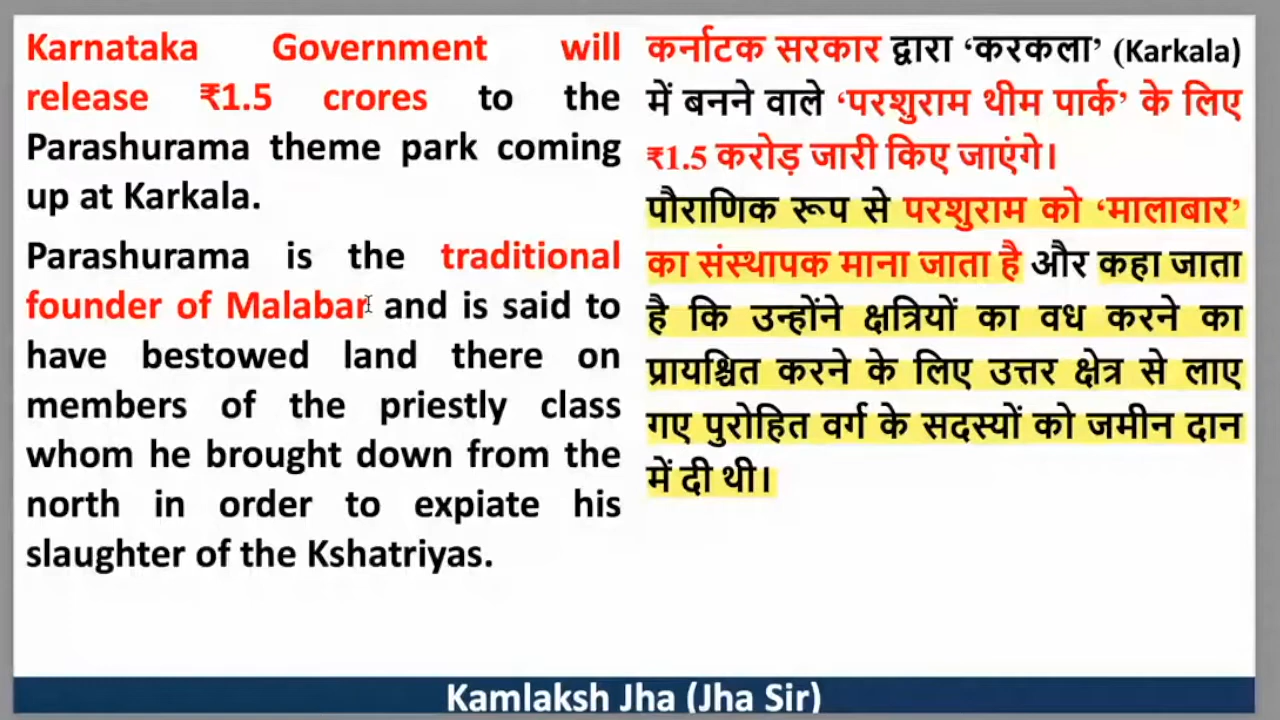 Karnataka Government will
release ₹1.5 crores to the
Parashurama theme park coming
up at Karkala.
Parashurama is the traditional
founder of Malabar and is said to
have bestowed land there on
members of the priestly class
whom he brought down from the
north in order to expiate his
slaughter of the Kshatriyas.
कर्नाटक सरकार द्वारा ‘करकला’ (Karkala)
में बनने वाले ‘परशुराम थीम पार्क’ के लिए
₹1.5 करोड़ जारी किए जाएंगे।
पौराणिक रूप से परशुराम को ‘मालाबार’
का संस्थापक माना जाता है और कहा जाता
है कि उन्होंने क्षत्रियों का वध करने का
प्रायश्चित करने के लिए उत्तर क्षेत्र से लाए
गए पुरोहित वर्ग के सदस्यों को जमीन दान
में दी थी।
Kamlaksh Jha (Jha Sir)